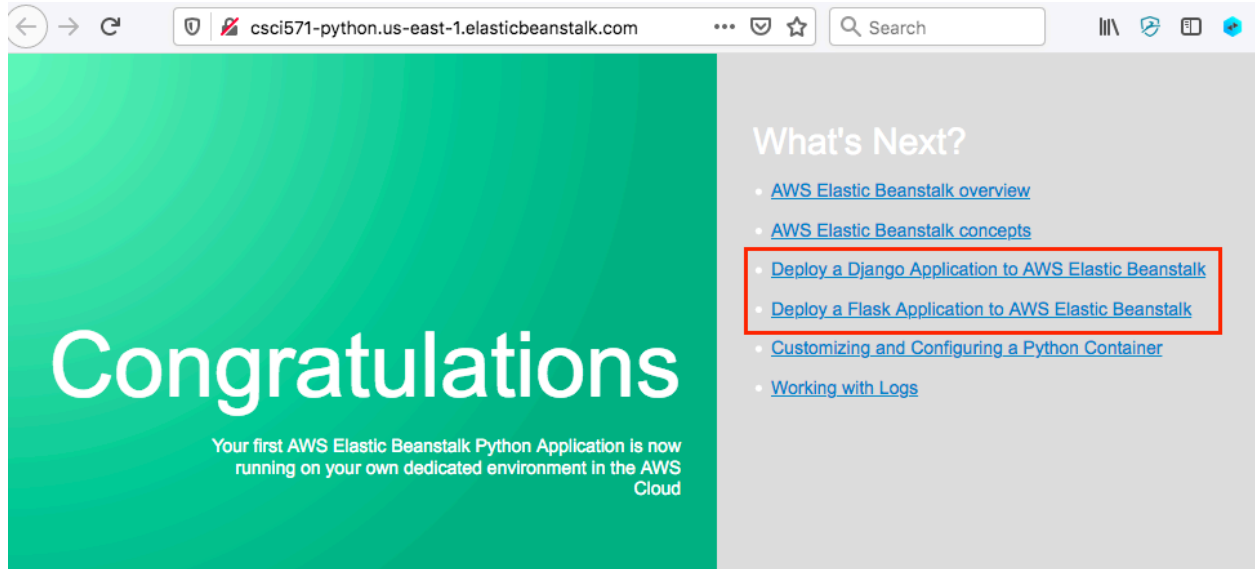 csci571-python.us-east-1.elasticbeanstalk.com
Search
Congratulations
Your first AWS Elastic Beanstalk Python Application is now
running on your own dedicated environment in the AWS
Cloud
What's Next?
AWS Elastic Beanstalk overview
AWS Elastic Beanstalk concepts
Deploy a Django Application to AWS Elastic Beanstalk
Deploy a Flask Application to AWS Elastic Beanstalk
Customizing and Configuring a Python Container
Working with Logs